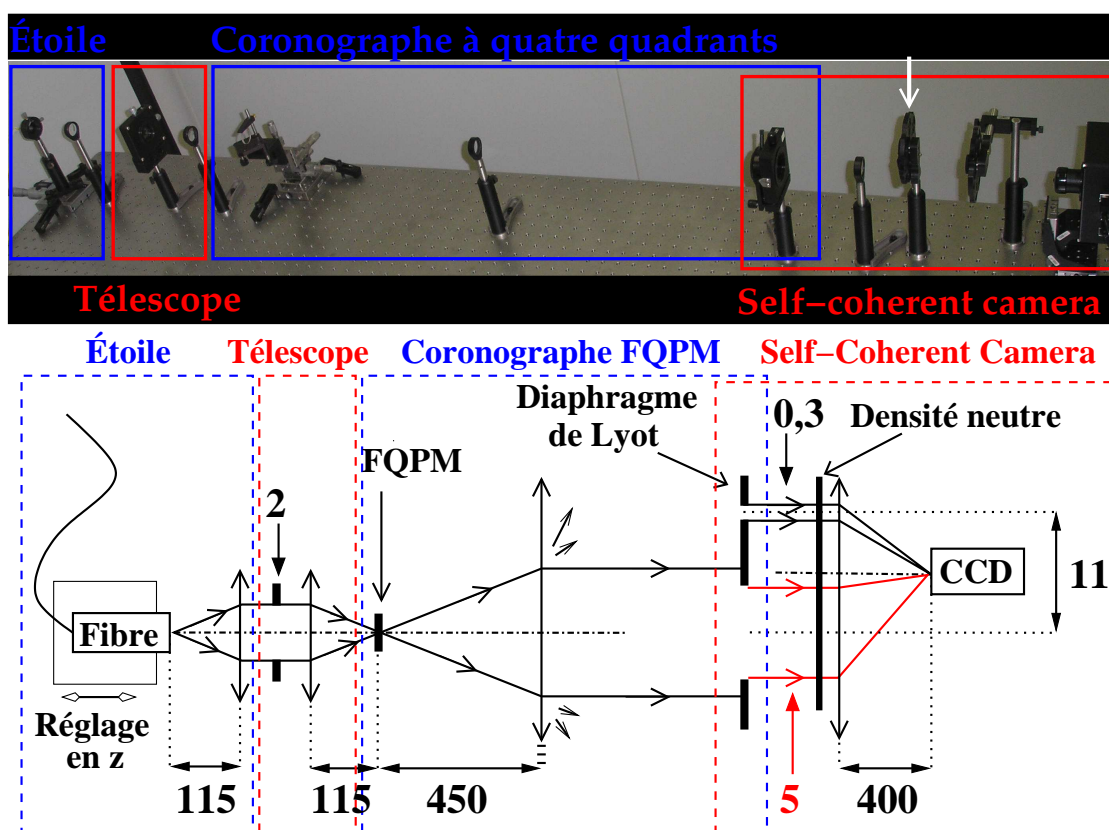 Étoile
Coronographe à quatre quadrants
Télescope
Self–coherent camera
Étoile
Télescope
Coronographe FQPM
Self–Coherent Camera
Diaphragme
de Lyot
0,3
Densité neutre
FQPM
2
CCD
11
Fibre
Réglage
en z
115
115
450
5
400